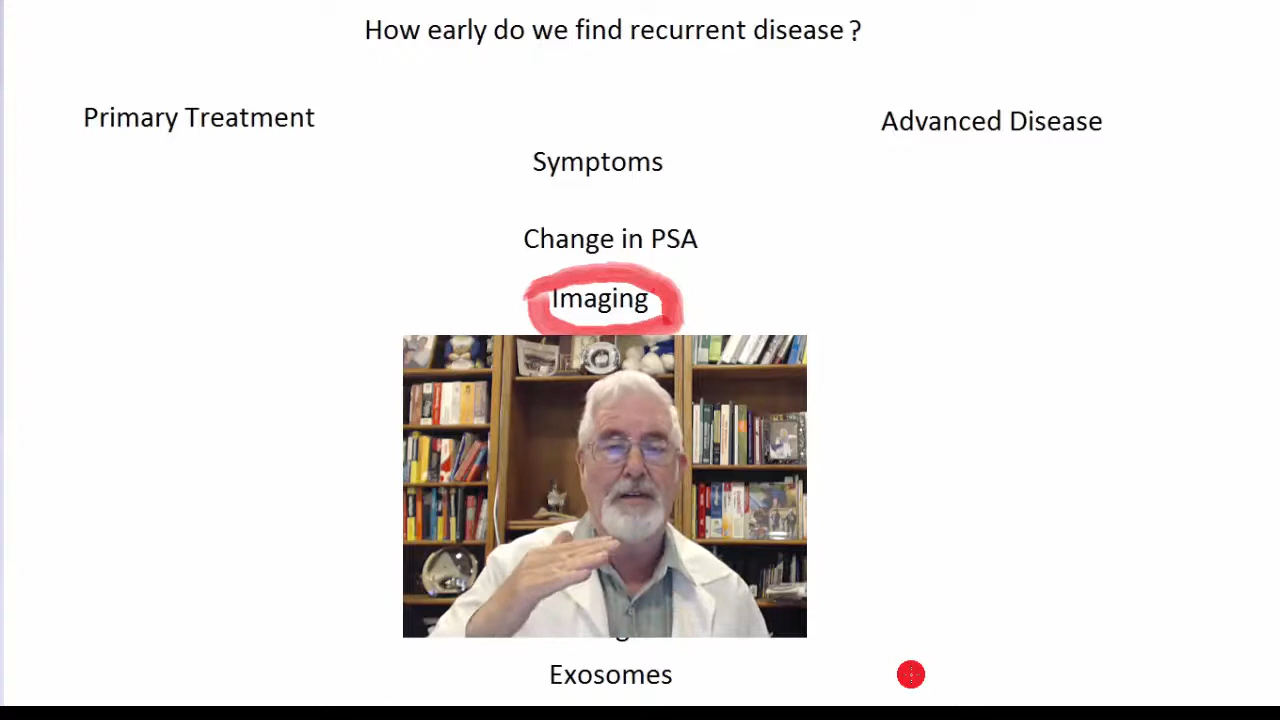 How early do we find recurrent disease ?
Primary Treatment
Advanced Disease
Symptoms
Change in PSA
Imaging
Exosomes